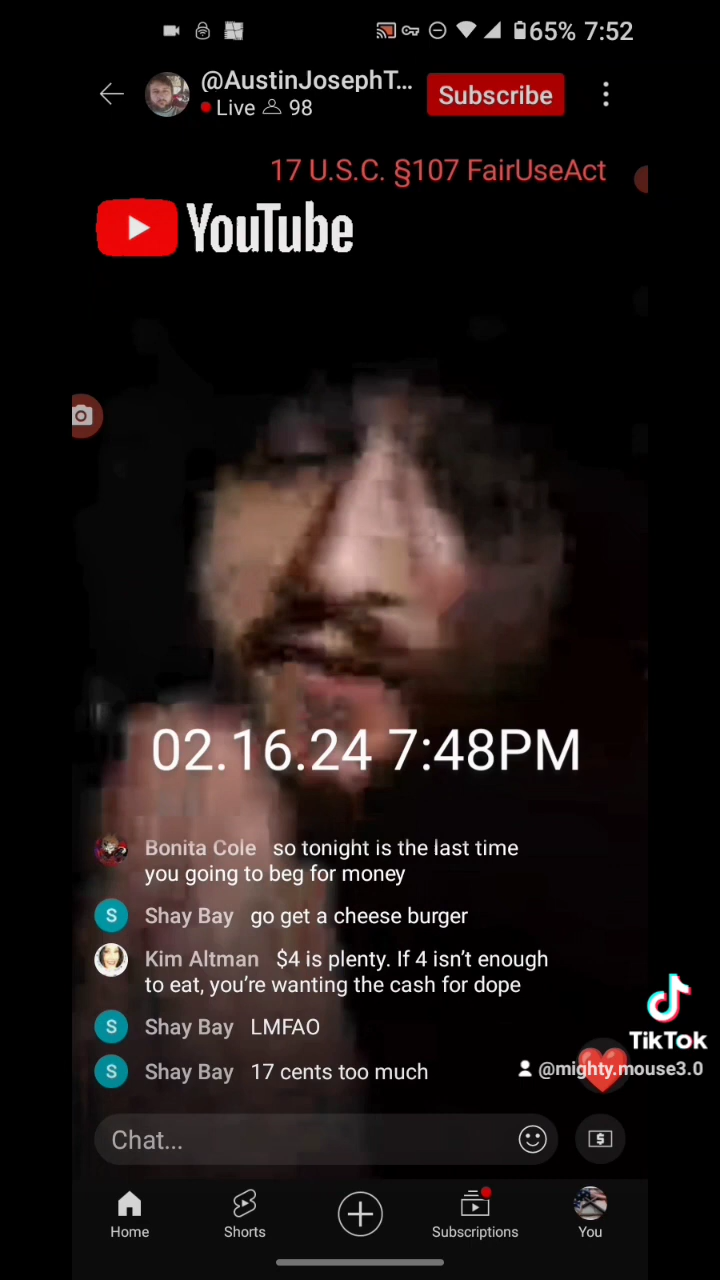 65% 7:52
@AustinJosephT...
Live 98
Subscribe
17 U.S.C. §107 FairUseAct
YouTube
02.16.24 7:48PM
Bonita Cole so tonight is the last time
you going to beg for money
S Shay Bay go get a cheese burger
Kim Altman $4 is plenty. If 4 isn't enough
to eat, you're wanting the cash for dope
S Shay Bay LMFAO
S Shay Bay 17 cents too much
TikTok
@mighty.mouse3.0
Chat...
Home Shorts Subscriptions You